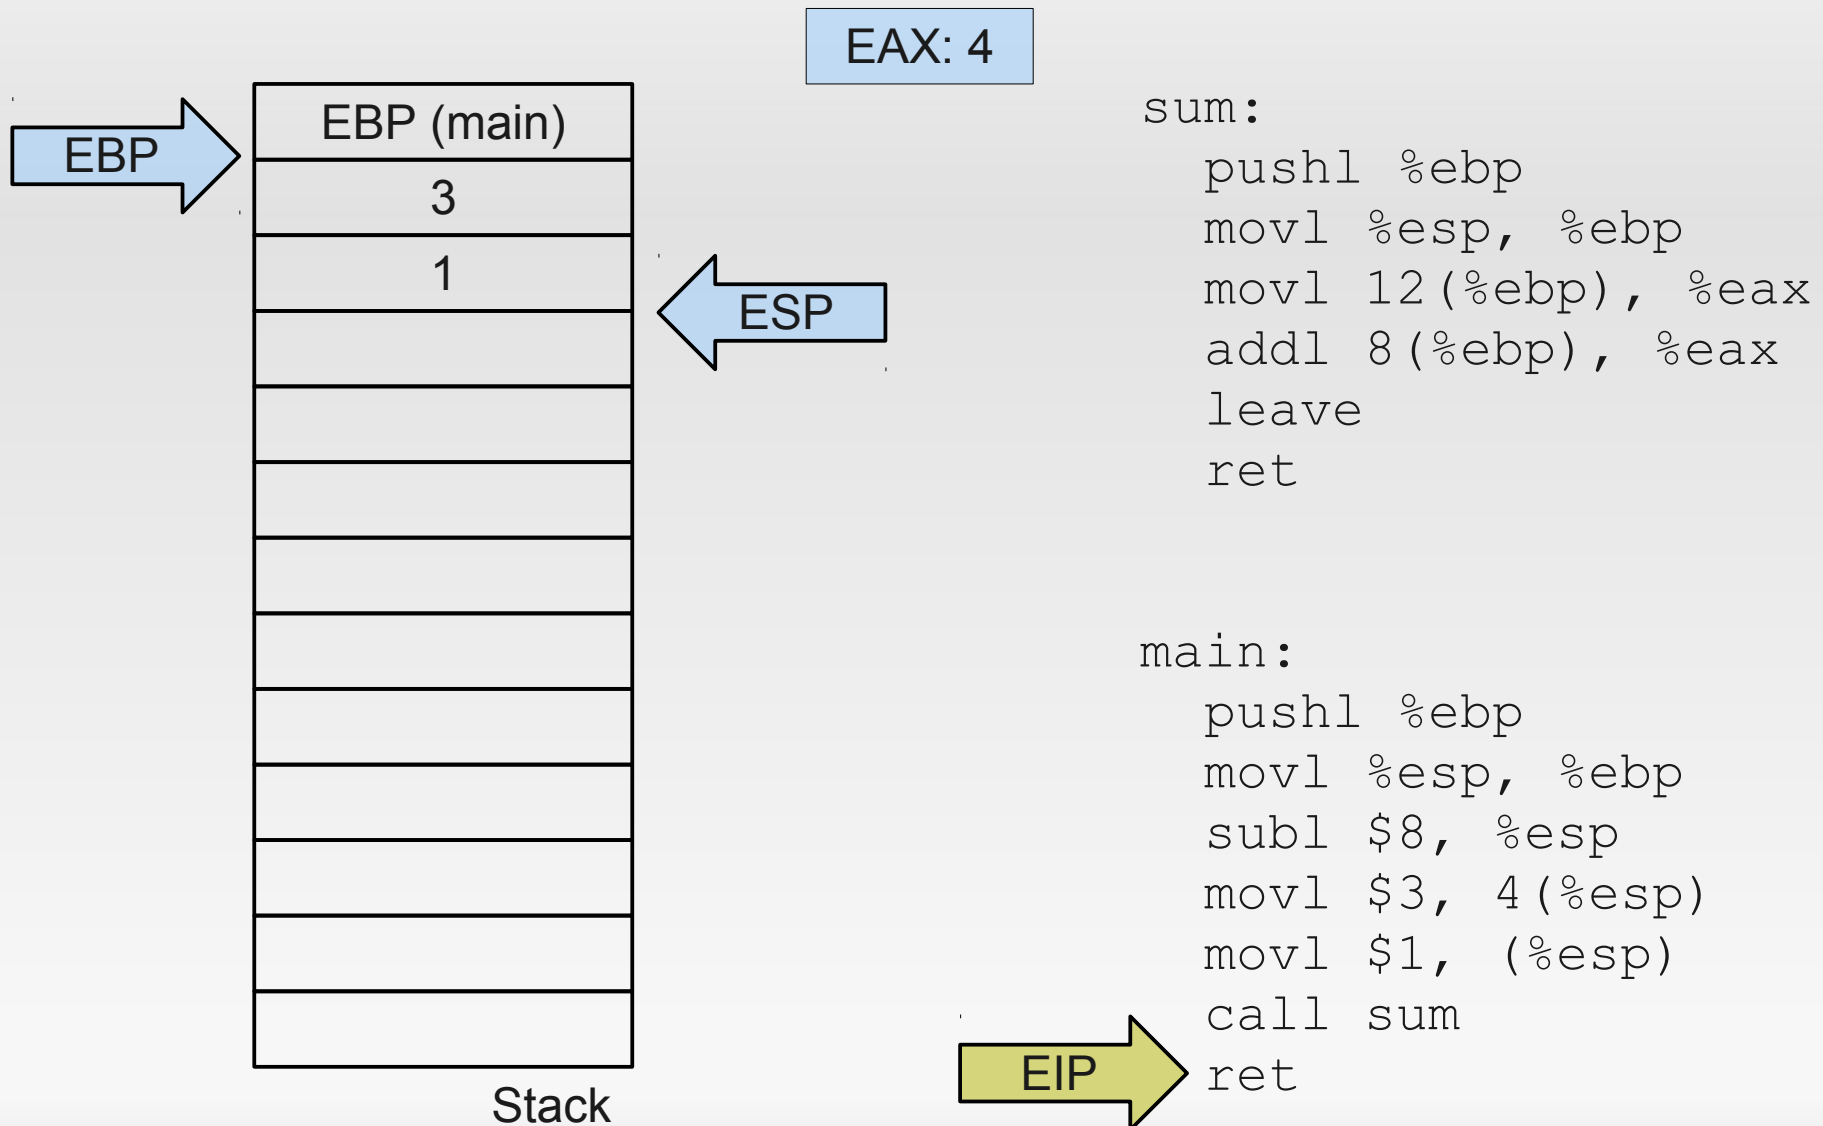 EAX: 4
EBP
EBP (main)
3
1
ESP
Stack
sum:
pushl %ebp
movl %esp, %ebp
movl 12(%ebp), %eax
addl 8(%ebp), %eax
leave
ret
main:
pushl %ebp
movl %esp, %ebp
subl $8, %esp
movl $3, 4(%esp)
movl $1, (%esp)
call sum
EIP
ret